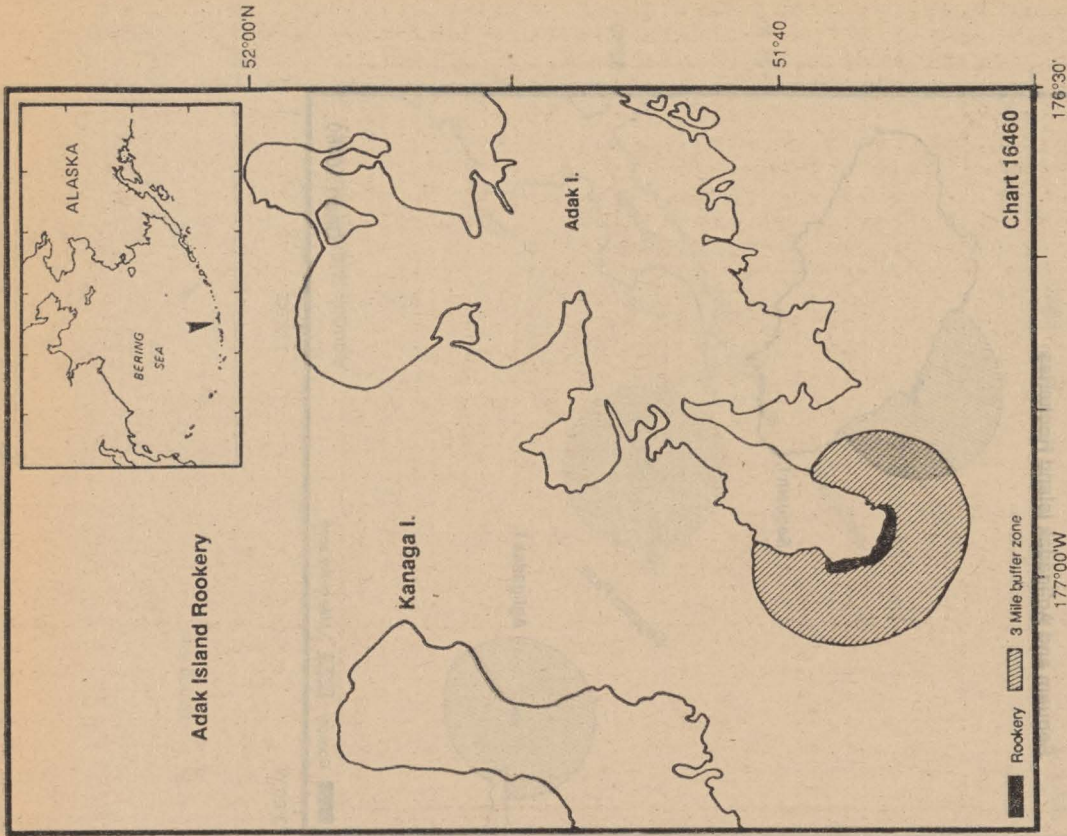 Adak Island Rookery
ALASKA
BERING
SEA
52°00'N
Kanaga I.
Adak I.
51°40
Rookery
3 Mile buffer zone
177°00'W
Chart 16460
176°30'